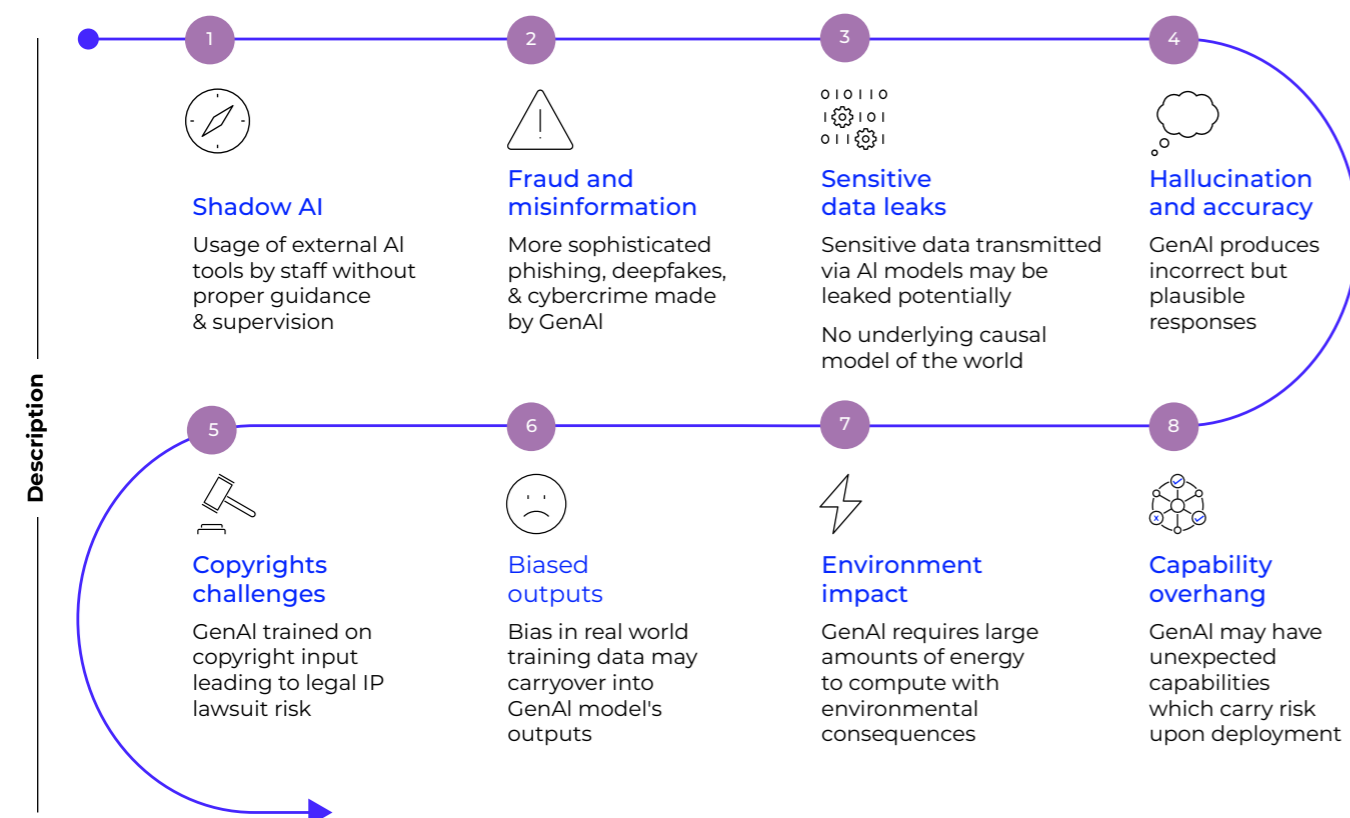 1
2
3
4
010110
101
011 1
Shadow AI
Usage of external AI
tools by staff without
proper guidance
& supervision
Fraud and
misinformation
More sophisticated
phishing, deepfakes,
& cybercrime made
by GenAI
Sensitive
data leaks
Sensitive data transmitted
via AI models may be
leaked potentially
No underlying causal
model of the world
Hallucination
and accuracy
GenAI produces
incorrect but
plausible
responses
Description
5
6
7
8
Copyrights
challenges
GenAI trained on
copyright input
leading to legal IP
lawsuit risk
Biased
outputs
Bias in real world
training data may
carryover into
GenAI model's
outputs
Environment
impact
GenAI requires large
amounts of energy
to compute with
environmental
consequences
x
Capability
overhang
GenAI may have
unexpected
capabilities
which carry risk
upon deployment